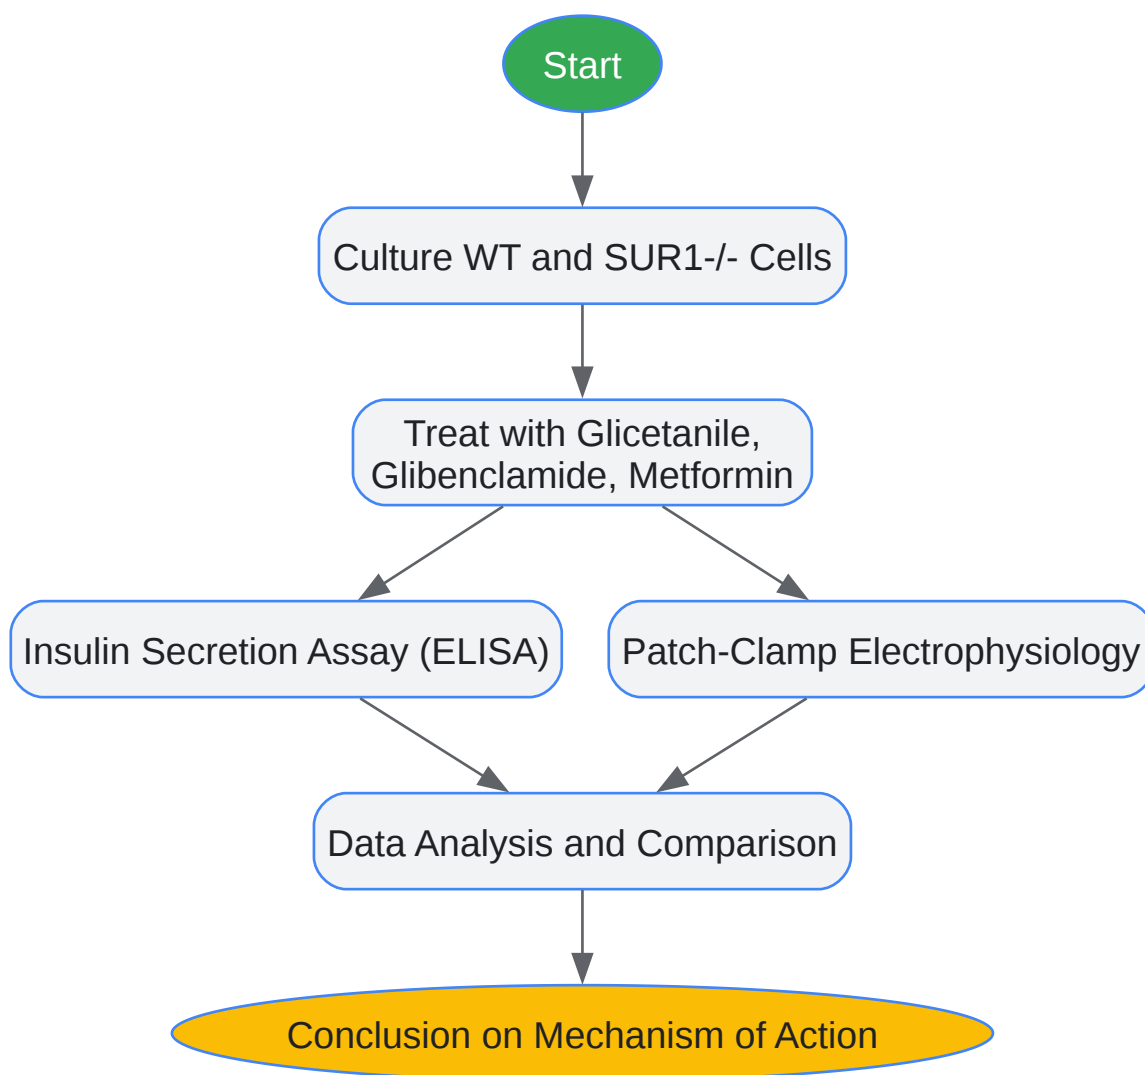 Start
Culture WT and SUR1-/- Cells
Treat with Glicetanile,
Glibenclamide, Metformin
Insulin Secretion Assay (ELISA)
Patch-Clamp Electrophysiology
Data Analysis and Comparison
Conclusion on Mechanism of Action